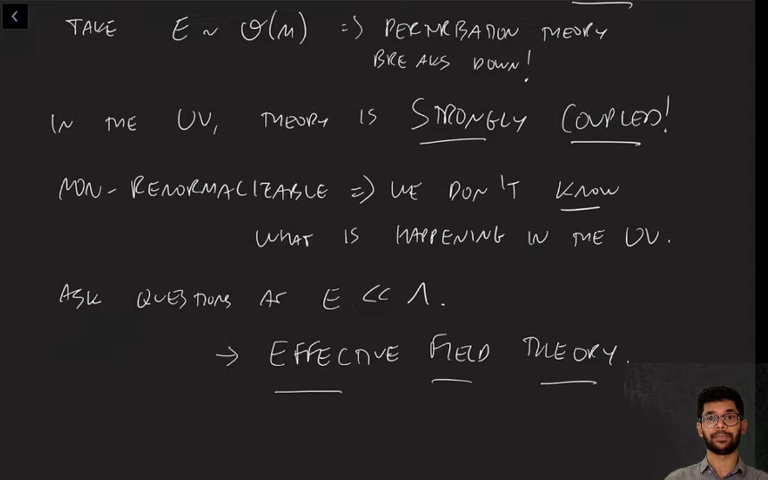 TAKE E ~ O(M) => PERTURBATION THEORY
BREAKS DOWN!
IN THE UV, THEORY IS STRONGLY COUPLED!
NON-RENORMALIZABLE => WE DON'T KNOW
WHAT IS HAPPENING IN THE UV.
ASK QUESTIONS AT E << Λ.
→ EFFECTIVE FIELD THEORY.